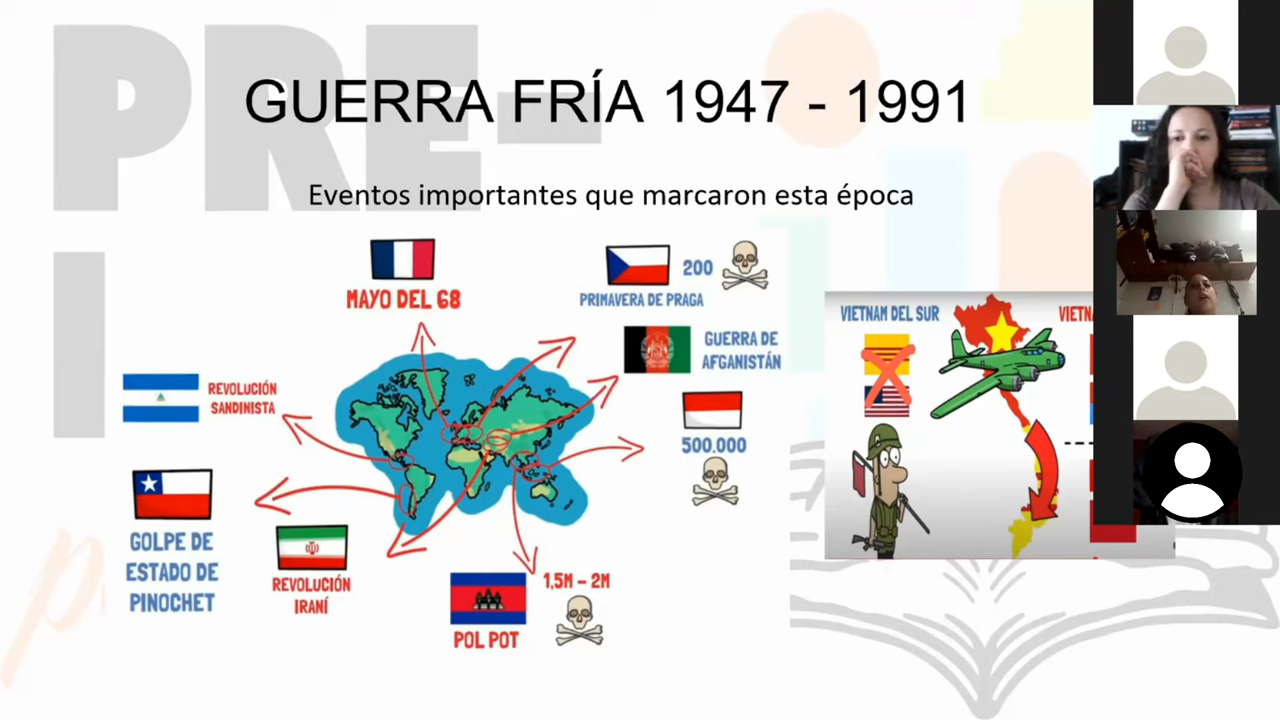 PRE-
I
GUERRA FRÍA 1947 - 1991
Eventos importantes que marcaron esta época
MAYO DEL 68
200
PRIMAVERA DE PRAGA
GUERRA DE
AFGANISTÁN
REVOLUCIÓN
SANDINISTA
500.000
GOLPE DE
ESTADO DE
PINOCHET
REVOLUCIÓN
IRANÍ
POL POT
1,5M – 2M
VIETNAM DEL SUR